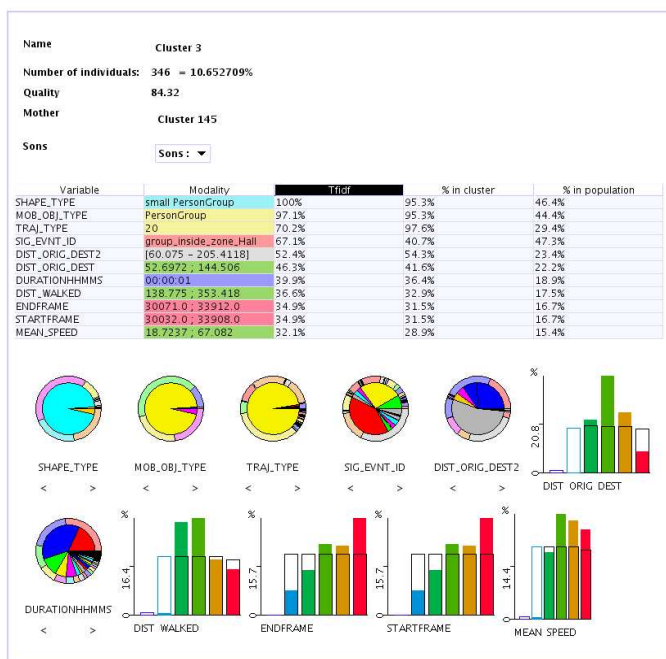 Name Cluster 3
Number of individuals: 346 = 10.652709%
Quality 84.32
Mother Cluster 145
Sons Sons :
Variable Modality Tfidf % in cluster % in population
SHAPE_TYPE small PersonGroup 100% 95.3% 46.4%
MOB_OBJ_TYPE PersonGroup 97.1% 95.3% 44.4%
TRAJ_TYPE 20 70.2% 97.6% 29.4%
SIG_EVNT_ID group_inside_zone_Hall 67.1% 40.7% 47.3%
DIST_ORIG_DEST2 [60.075 – 205.4118] 52.4% 54.3% 23.4%
DIST_ORIG_DEST 52.6972 ; 144.506 46.3% 41.6% 22.2%
DURATIONHHMMS 00:00:01 39.9% 36.4% 18.9%
DIST_WALKED 138.775 ; 353.418 36.6% 32.9% 17.5%
ENDFRAME 30071.0 ; 33912.0 34.9% 31.5% 16.7%
STARTFRAME 30032.0 ; 33908.0 34.9% 31.5% 16.7%
MEAN_SPEED 18.7237 ; 67.082 32.1% 28.9% 15.4%
% 20.8 0
SHAPE_TYPE MOB_OBJ_TYPE TRAJ_TYPE SIG_EVNT_ID DIST_ORIG_DEST2 DIST ORIG DEST
< > < > < > < > < >
% 16.4 0 % 15.7 0 % 15.7 0 % 14.4 0
DURATIONHHMMS DIST WALKED ENDFRAME STARTFRAME MEAN SPEED
< >